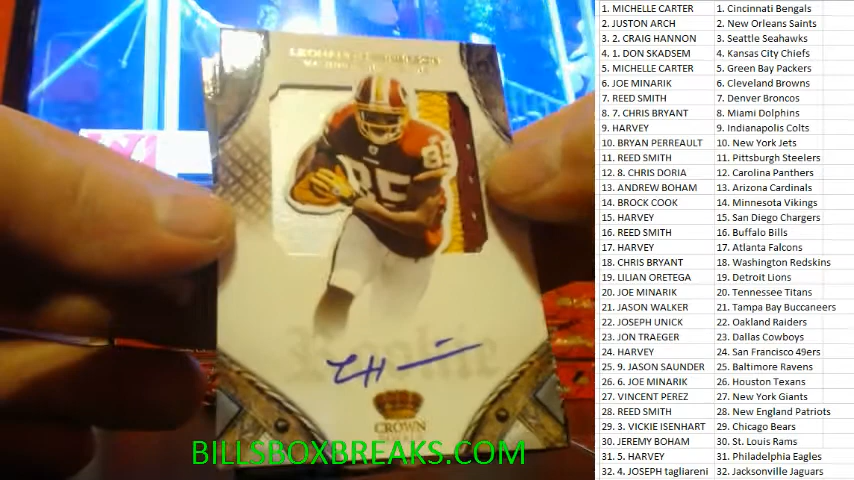 85
Rookie
CROWN
BILLSBOXBREAKS.COM
1. MICHELLE CARTER 1. Cincinnati Bengals
2. JUSTON ARCH 2. New Orleans Saints
3. 2. CRAIG HANNON 3. Seattle Seahawks
4. 1. DON SKADSEM 4. Kansas City Chiefs
5. MICHELLE CARTER 5. Green Bay Packers
6. JOE MINARIK 6. Cleveland Browns
7. REED SMITH 7. Denver Broncos
8. 7. CHRIS BRYANT 8. Miami Dolphins
9. HARVEY 9. Indianapolis Colts
10. BRYAN PERREAULT 10. New York Jets
11. REED SMITH 11. Pittsburgh Steelers
12. 8. CHRIS DORIA 12. Carolina Panthers
13. ANDREW BOHAM 13. Arizona Cardinals
14. BROCK COOK 14. Minnesota Vikings
15. HARVEY 15. San Diego Chargers
16. REED SMITH 16. Buffalo Bills
17. HARVEY 17. Atlanta Falcons
18. CHRIS BRYANT 18. Washington Redskins
19. LILIAN ORETEGA 19. Detroit Lions
20. JOE MINARIK 20. Tennessee Titans
21. JASON WALKER 21. Tampa Bay Buccaneers
22. JOSEPH UNICK 22. Oakland Raiders
23. JON TRAEGER 23. Dallas Cowboys
24. HARVEY 24. San Francisco 49ers
25. 9. JASON SAUNDER 25. Baltimore Ravens
26. 6. JOE MINARIK 26. Houston Texans
27. VINCENT PEREZ 27. New York Giants
28. REED SMITH 28. New England Patriots
29. 3. VICKIE ISENHART 29. Chicago Bears
30. JEREMY BOHAM 30. St. Louis Rams
31. 5. HARVEY 31. Philadelphia Eagles
32. 4. JOSEPH tagliareni 32. Jacksonville Jaguars